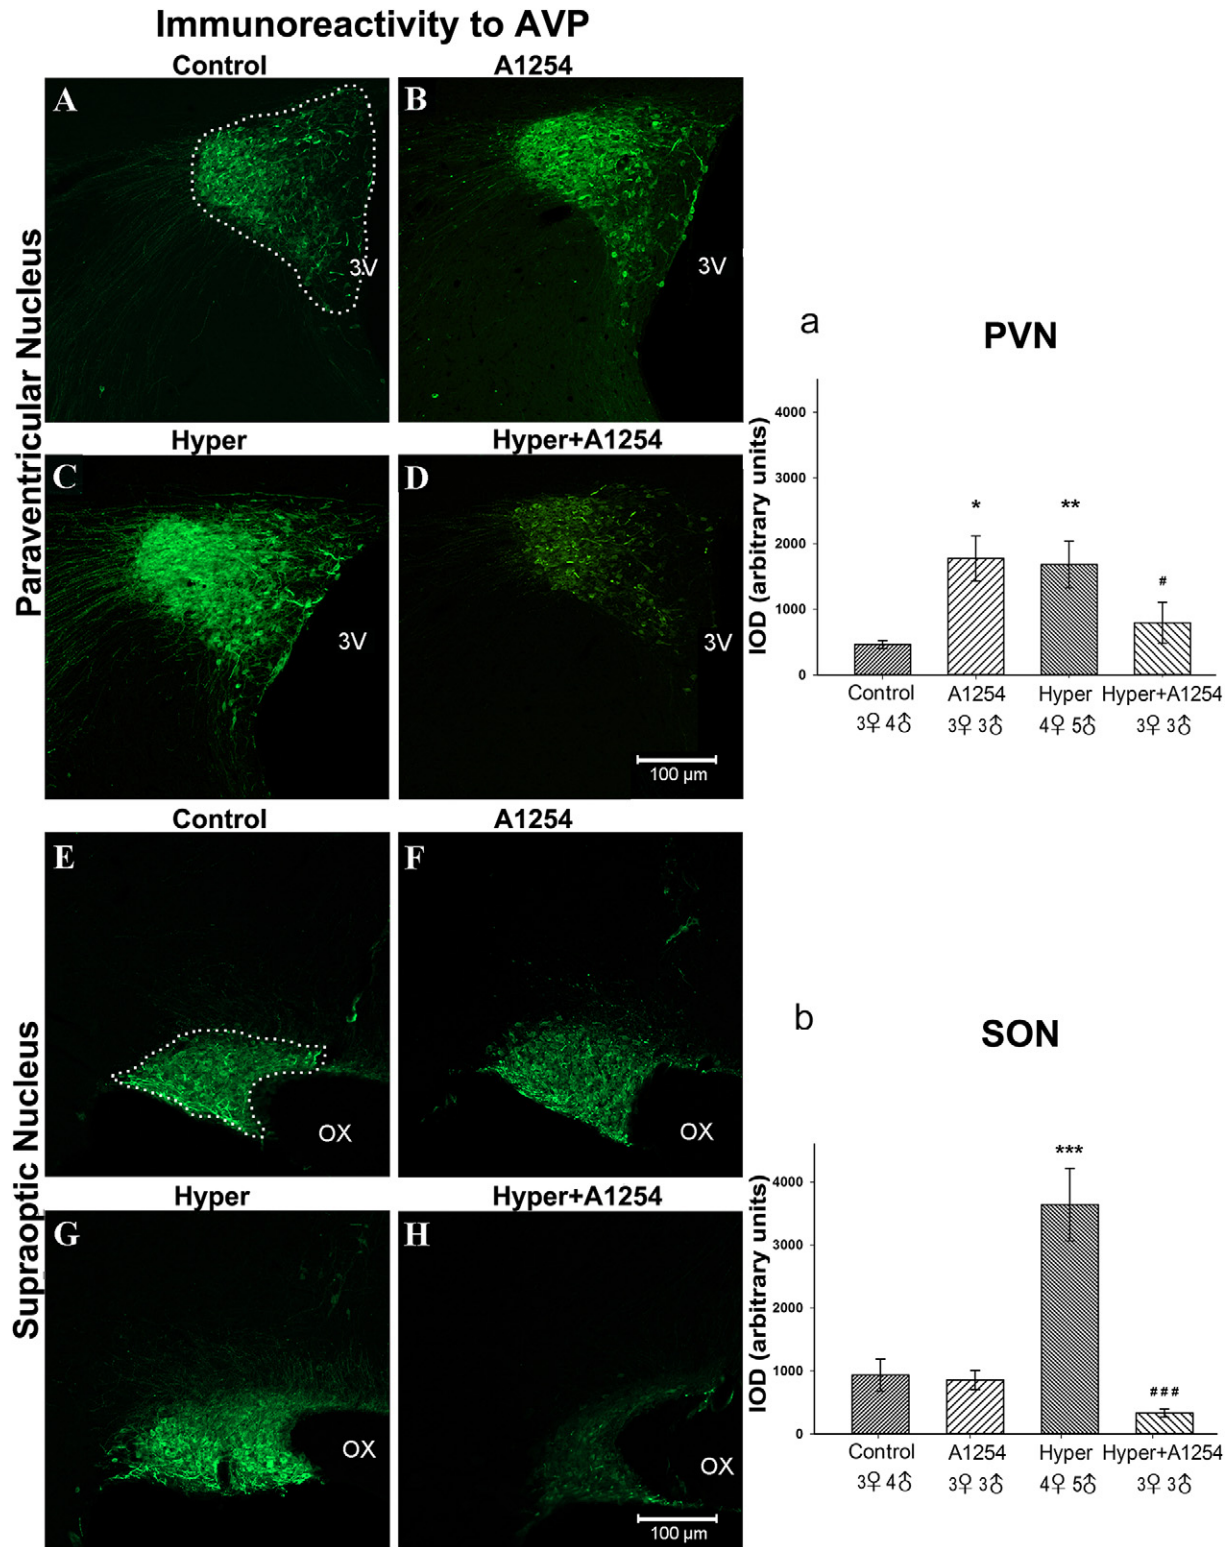 Immunoreactivity to AVP
Control
A1254
Paraventricular Nucleus
A
3V
B
3V
Hyper
Hyper+A1254
C
3V
D
3V
100 µm
Control
A1254
Supraoptic Nucleus
E
OX
F
OX
Hyper
Hyper+A1254
G
OX
H
OX
100 µm
a
PVN
IOD (arbitrary units)
4000
3000
2000
1000
0
*
**
#
Control
A1254
Hyper
Hyper+A1254
3♀ 4♂
3♀ 3♂
4♀ 5♂
3♀ 3♂
b
SON
IOD (arbitrary units)
4000
3000
2000
1000
0
***
###
Control
A1254
Hyper
Hyper+A1254
3♀ 4♂
3♀ 3♂
4♀ 5♂
3♀ 3♂